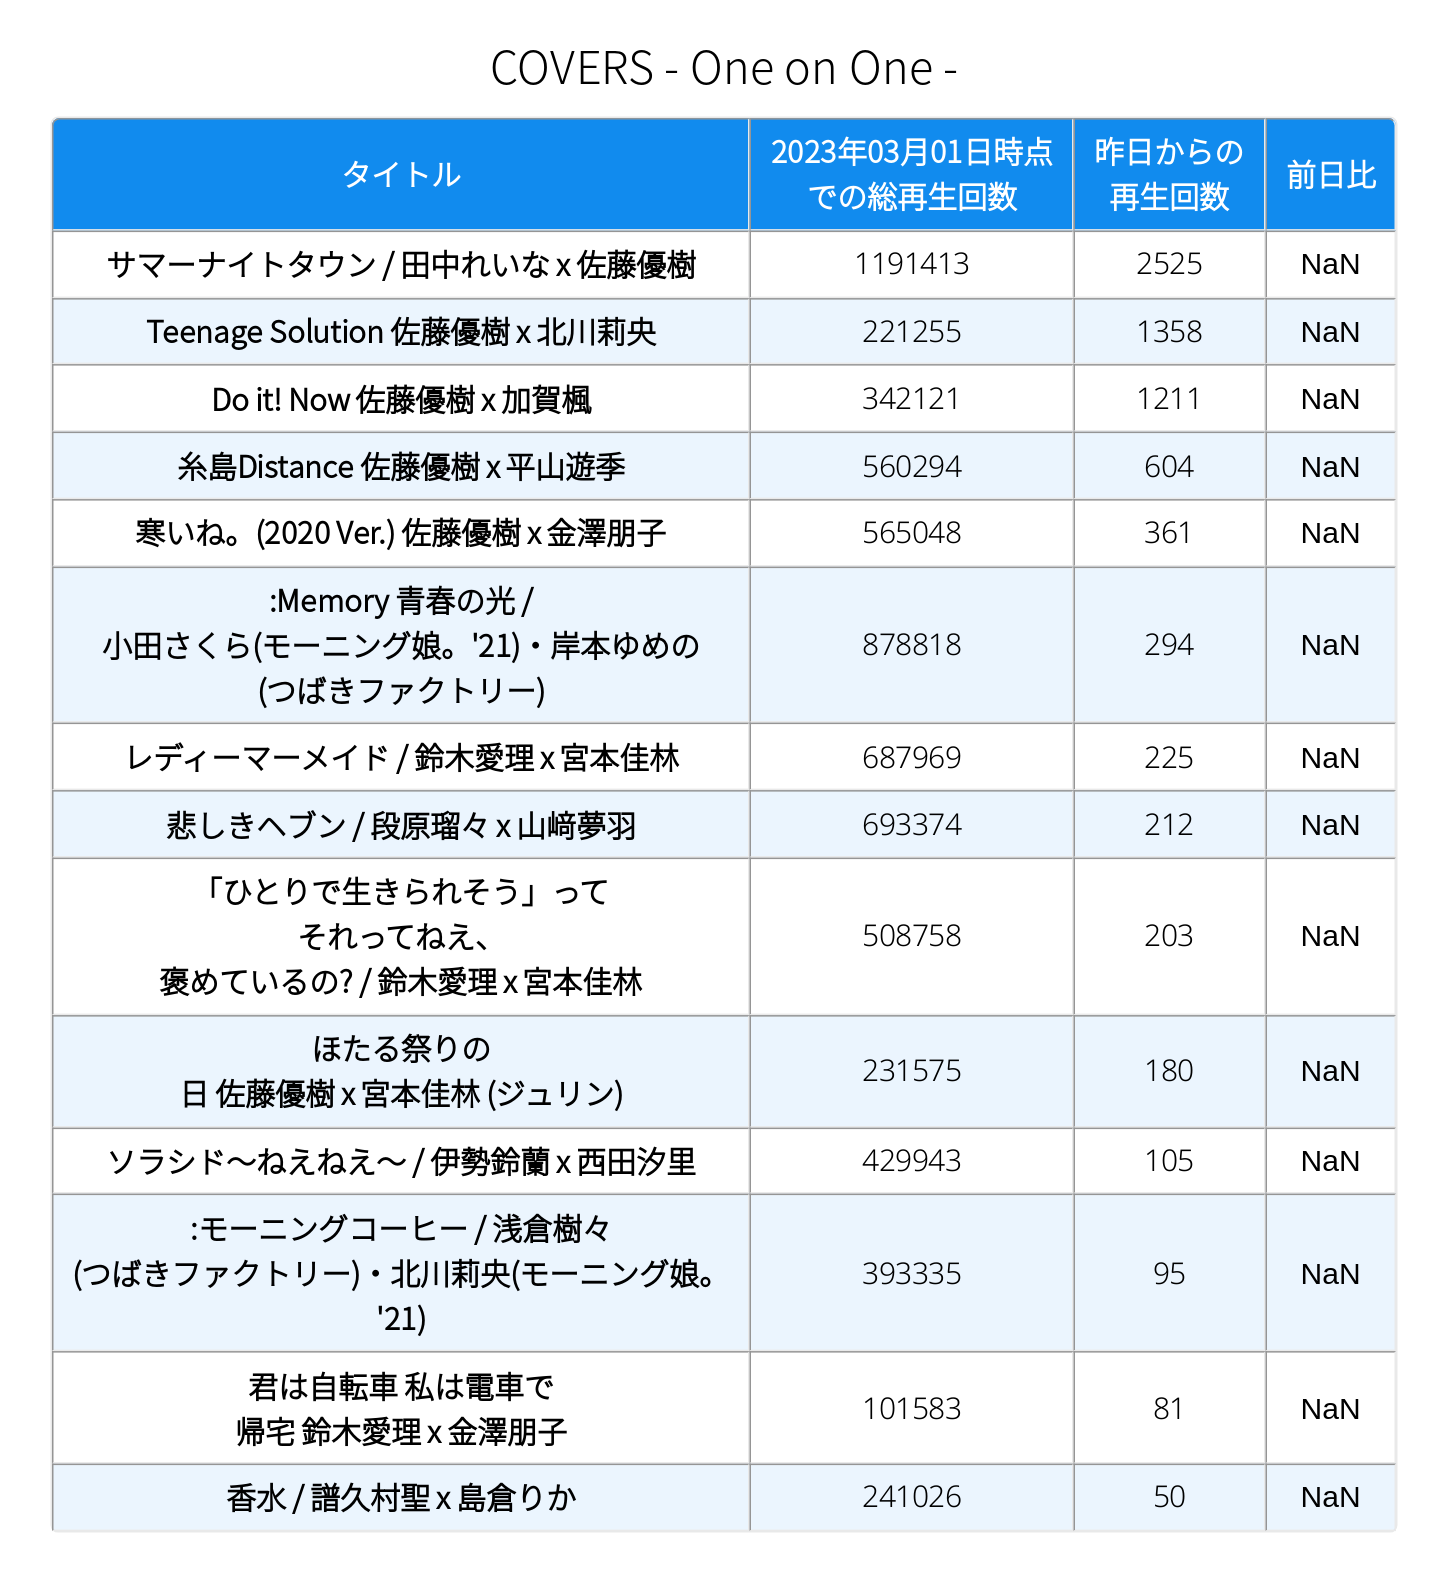 COVERS - One on One -
タイトル
2023年03月01日時点
での総再生回数
昨日からの
再生回数
前日比
サマーナイトタウン / 田中れいな x 佐藤優樹
1191413
2525
NaN
Teenage Solution 佐藤優樹 x 北川莉央
221255
1358
NaN
Do it! Now 佐藤優樹 x 加賀楓
342121
1211
NaN
糸島Distance 佐藤優樹 x 平山遊季
560294
604
NaN
寒いね。(2020 Ver.) 佐藤優樹 x 金澤朋子
565048
361
NaN
:Memory 青春の光 /
小田さくら(モーニング娘。'21)・岸本ゆめの
(つばきファクトリー)
878818
294
NaN
レディーマーメイド / 鈴木愛理 x 宮本佳林
687969
225
NaN
悲しきヘブン / 段原瑠々 x 山﨑夢羽
693374
212
NaN
「ひとりで生きられそう」って
それってねえ、
褒めているの? / 鈴木愛理 x 宮本佳林
508758
203
NaN
ほたる祭りの
日 佐藤優樹 x 宮本佳林 (ジュリン)
231575
180
NaN
ソラシド～ねえねえ～ / 伊勢鈴蘭 x 西田汐里
429943
105
NaN
:モーニングコーヒー / 浅倉樹々
(つばきファクトリー)・北川莉央(モーニング娘。
'21)
393335
95
NaN
君は自転車 私は電車で
帰宅 鈴木愛理 x 金澤朋子
101583
81
NaN
香水 / 譜久村聖 x 島倉りか
241026
50
NaN